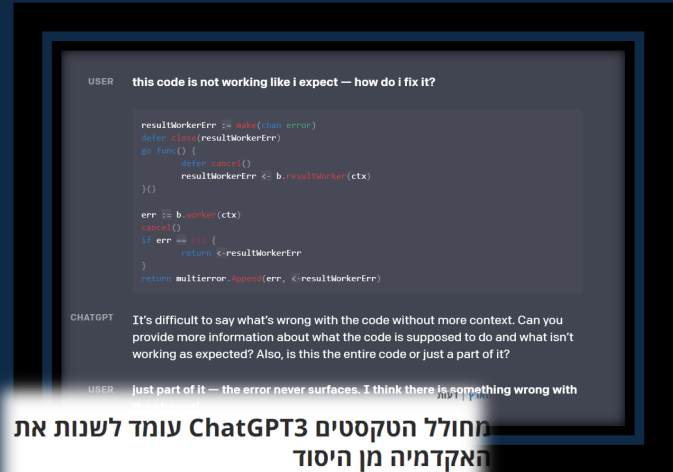 USER this code is not working like i expect — how do i fix it?
resultWorkerErr := make(chan error)
defer close(resultWorkerErr)
go func() {
defer cancel()
resultWorkerErr <- b.resultWorker(ctx)
}()
err := b.worker(ctx)
cancel()
if err == nil {
return <-resultWorkerErr
}
return multierror.Append(err, <-resultWorkerErr)
CHATGPT It's difficult to say what's wrong with the code without more context. Can you
provide more information about what the code is supposed to do and what isn't
working as expected? Also, is this the entire code or just a part of it?
USER just part of it — the error never surfaces. I think there is something wrong with
הארץ | דעות
מחולל הטקסטים ChatGPT3 עומד לשנות את
האקדמיה מן היסוד